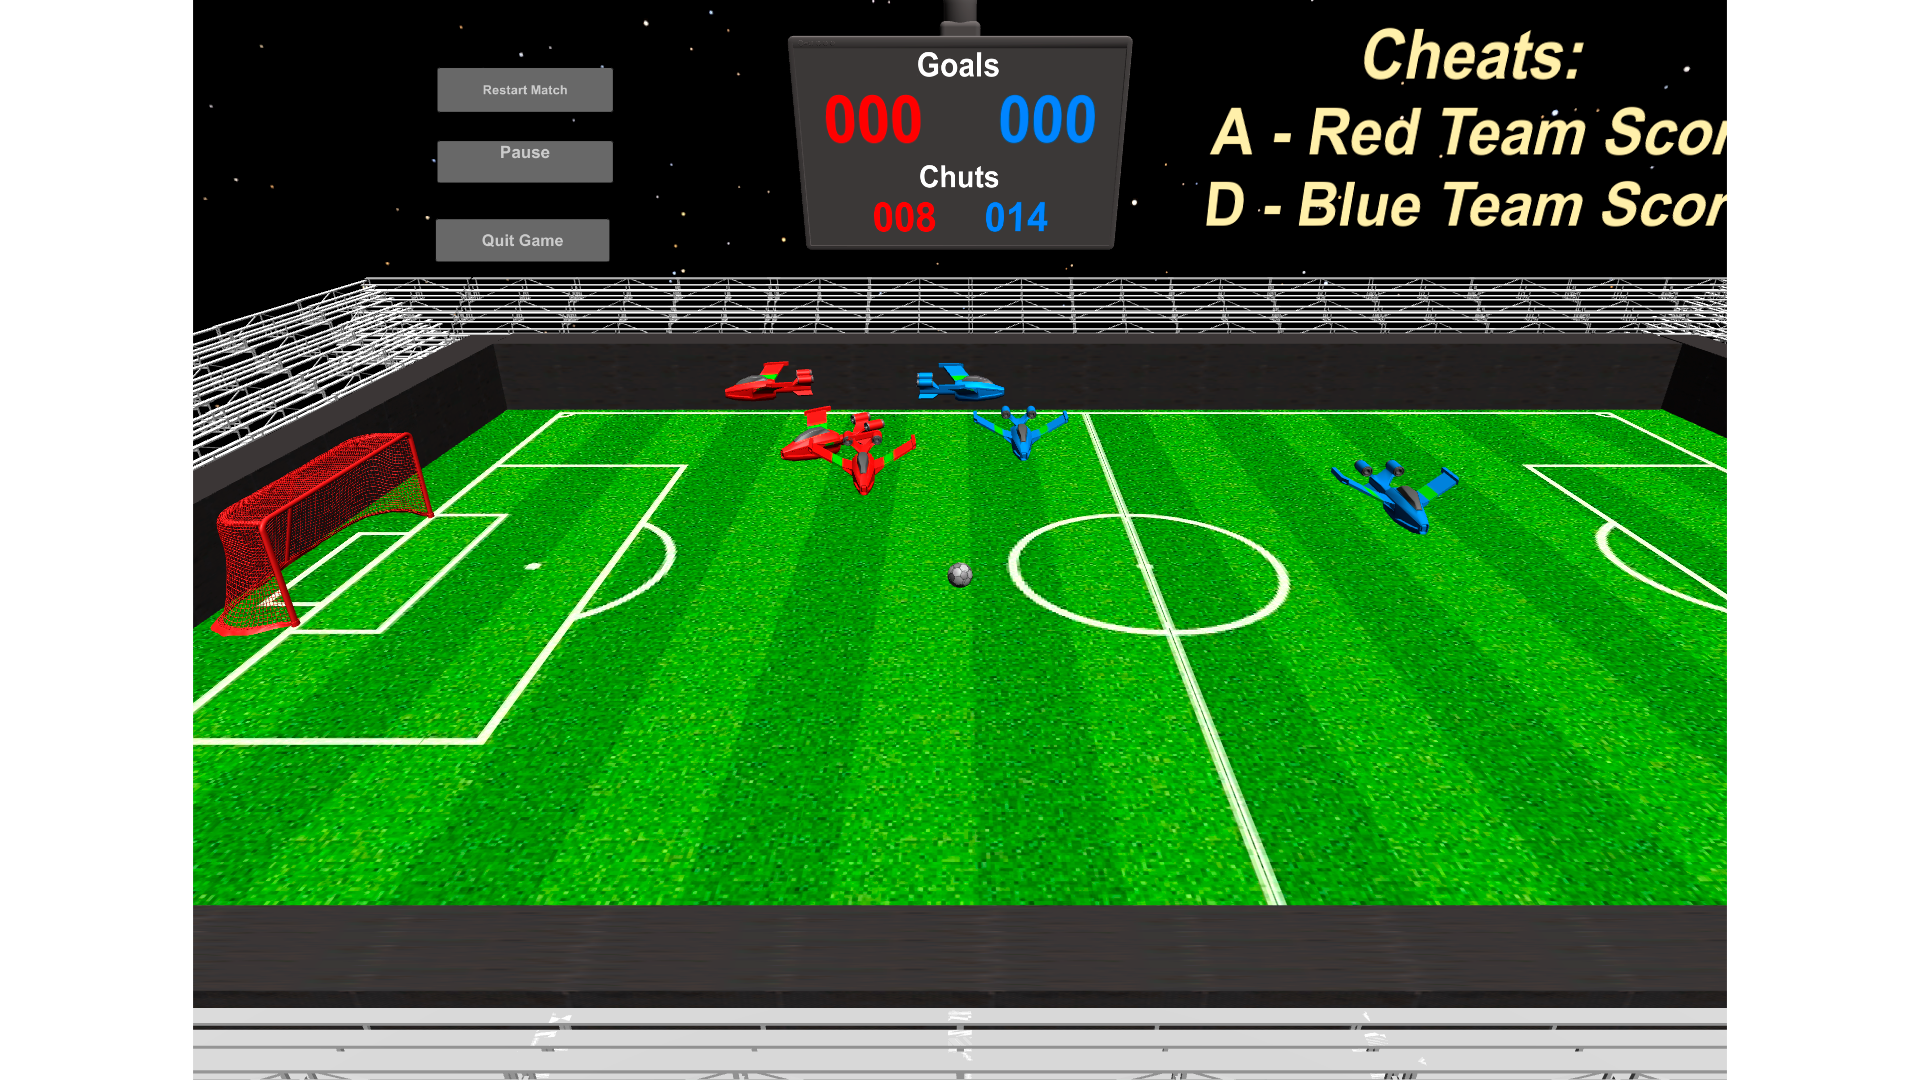 Restart Match
Pause
Quit Game
Goals
000 000
Chuts
008 014
Cheats:
A - Red Team Scor
D - Blue Team Scor